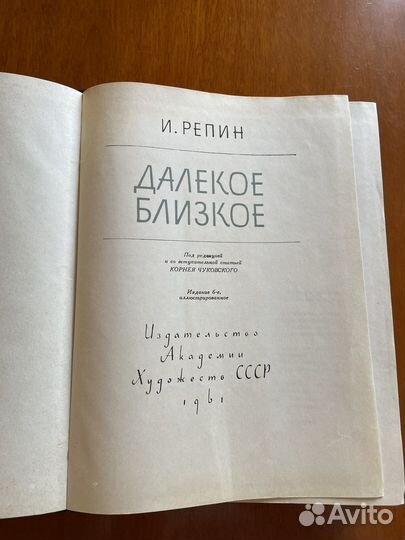 И. РЕПИН
ДАЛЕКОЕ
БЛИЗКОЕ
Под редакцией
и со вступительной статьей
КОРНЕЯ ЧУКОВСКОГО
Издание 6-е,
иллюстрированное
Издательство
Академии
Художеств СССР
1961
Avito